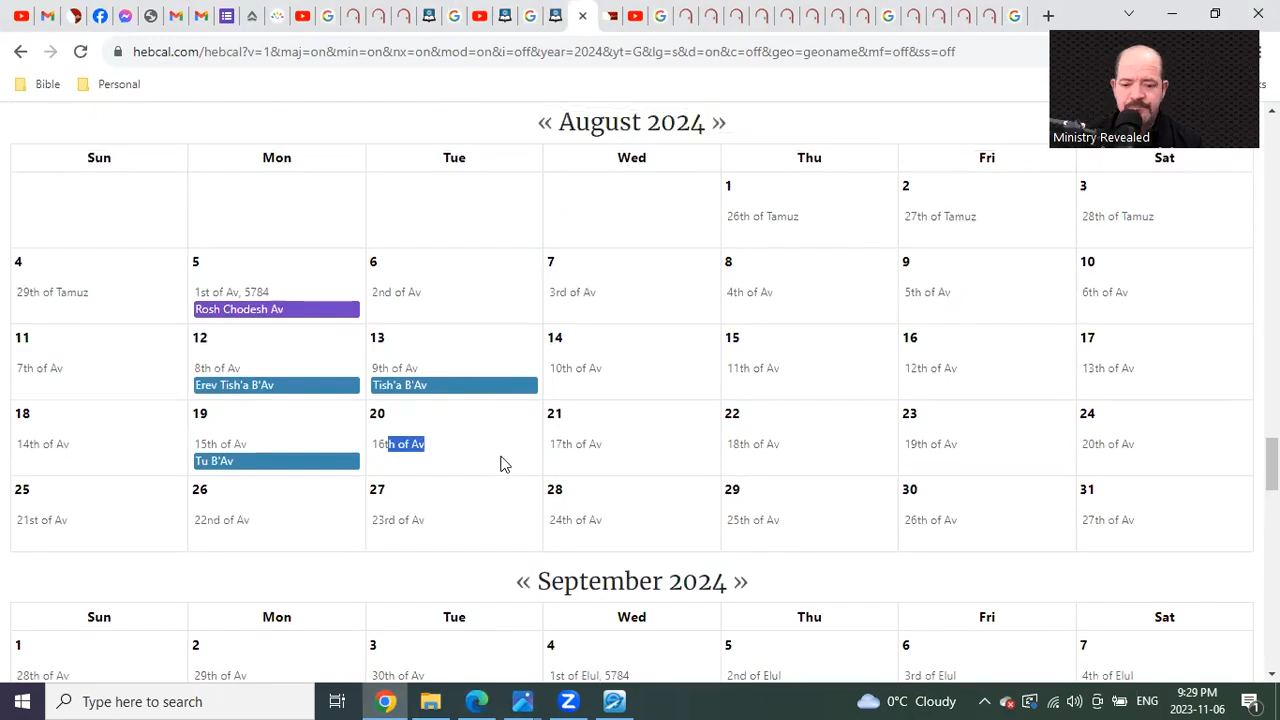 hebcal.com/hebcal?v=1&maj=on&min=on&nx=on&mod=on&i=off&year=2024&yt=G&lg=s&d=on&c=off&geo=geoname&mf=off&ss=off
Bible Personal
Ministry Revealed
« August 2024 »
Sun Mon Tue Wed Thu Fri Sat
1 2 3
26th of Tamuz 27th of Tamuz 28th of Tamuz
4 5 6 7 8 9 10
29th of Tamuz 1st of Av, 5784 2nd of Av 3rd of Av 4th of Av 5th of Av 6th of Av
Rosh Chodesh Av
11 12 13 14 15 16 17
7th of Av 8th of Av 9th of Av 10th of Av 11th of Av 12th of Av 13th of Av
Erev Tish'a B'Av Tish'a B'Av
18 19 20 21 22 23 24
14th of Av 15th of Av 16th of Av 17th of Av 18th of Av 19th of Av 20th of Av
Tu B'Av
25 26 27 28 29 30 31
21st of Av 22nd of Av 23rd of Av 24th of Av 25th of Av 26th of Av 27th of Av
« September 2024 »
Sun Mon Tue Wed Thu Fri Sat
1 2 3 4 5 6 7
28th of Av 29th of Av 30th of Av 1st of Elul, 5784 2nd of Elul 3rd of Elul 4th of Elul
Type here to search
0°C Cloudy
ENG
9:29 PM
2023-11-06